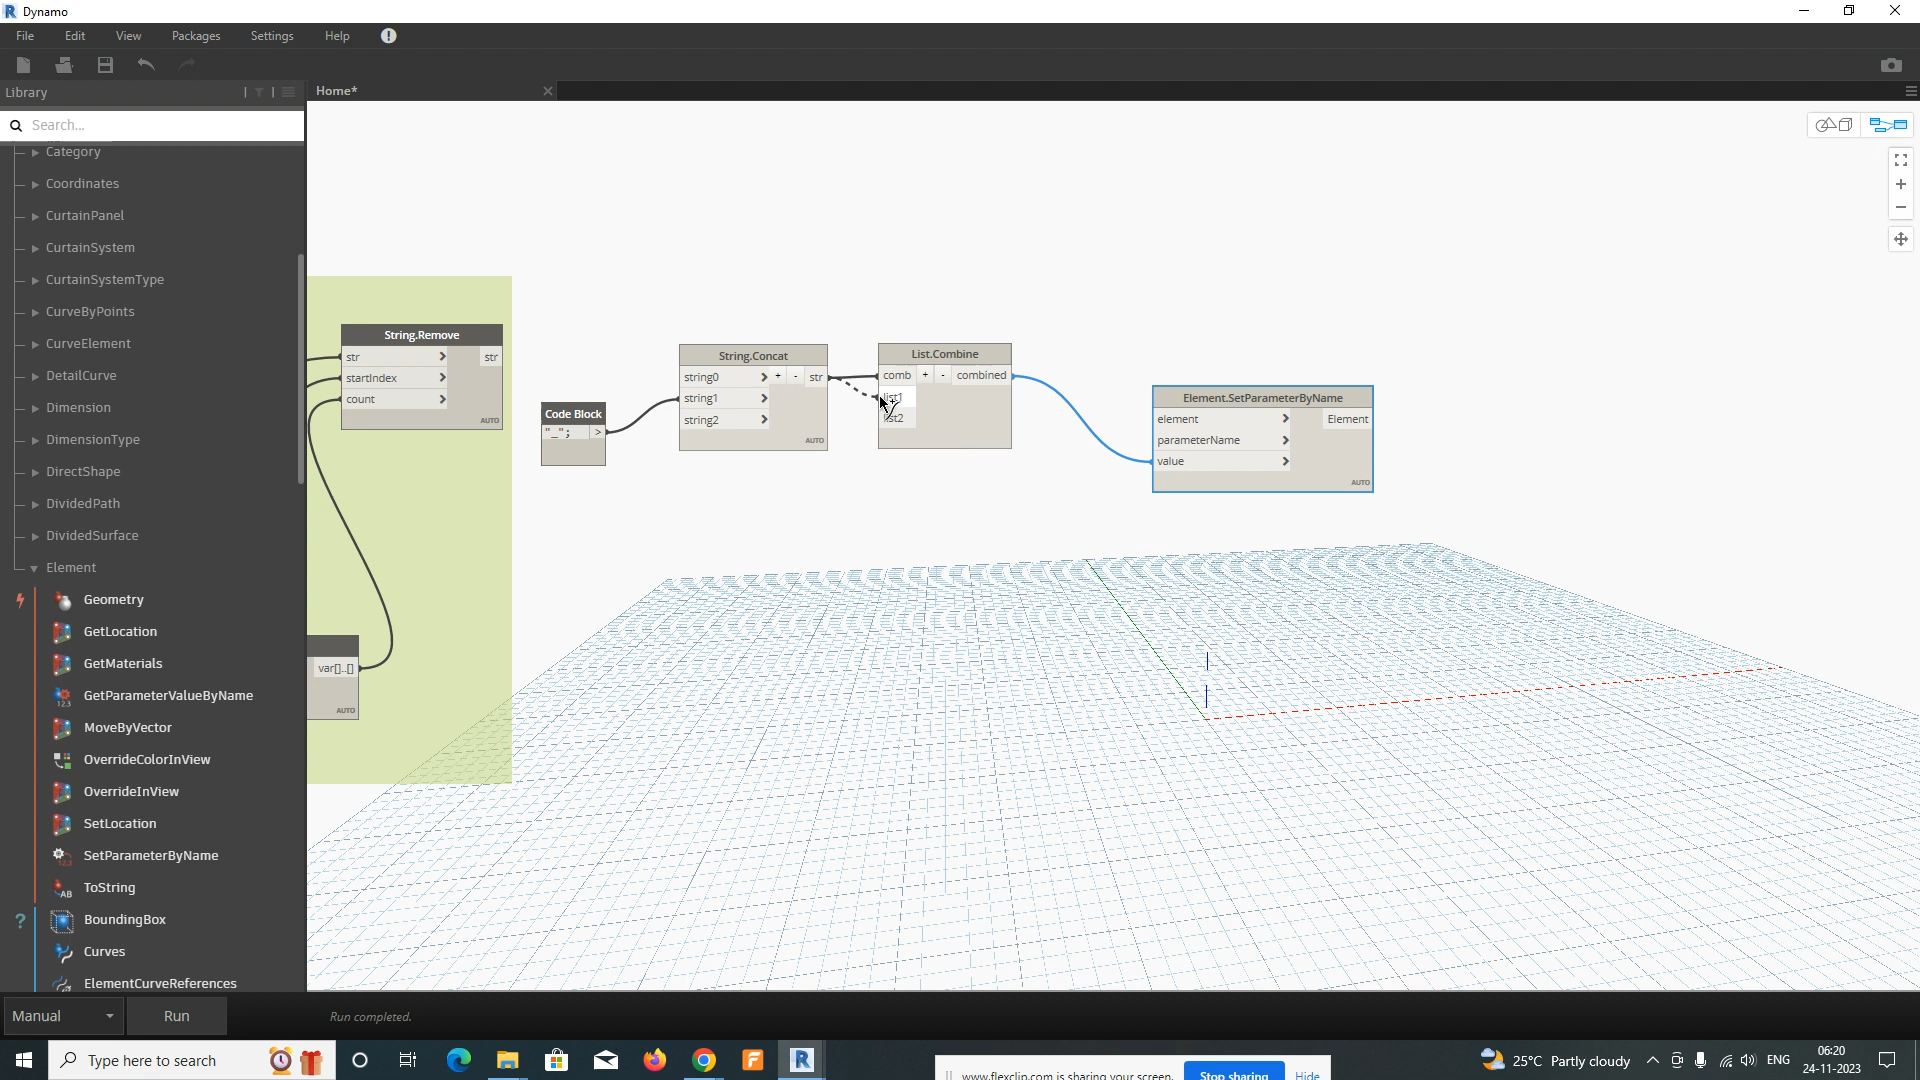 Dynamo
File Edit View Packages Settings Help
Library
Home*
Search...
Category
Coordinates
CurtainPanel
CurtainSystem
CurtainSystemType
CurveByPoints
CurveElement
DetailCurve
Dimension
DimensionType
DirectShape
DividedPath
DividedSurface
Element
Geometry
GetLocation
GetMaterials
GetParameterValueByName
MoveByVector
OverrideColorInView
OverrideInView
SetLocation
SetParameterByName
ToString
BoundingBox
Curves
ElementCurveReferences
String.Remove
str > str
startIndex >
count >
AUTO
var[]..[]
AUTO
Code Block
"_"; >
String.Concat
string0 > + - str
string1 >
string2 >
AUTO
List.Combine
comb + - combined
list1
list2
Element.SetParameterByName
element > Element
parameterName >
value >
AUTO
Manual Run Run completed.
Type here to search
www.flexclip.com is sharing your screen. Stop sharing Hide
25°C Partly cloudy ENG
06:20
24-11-2023